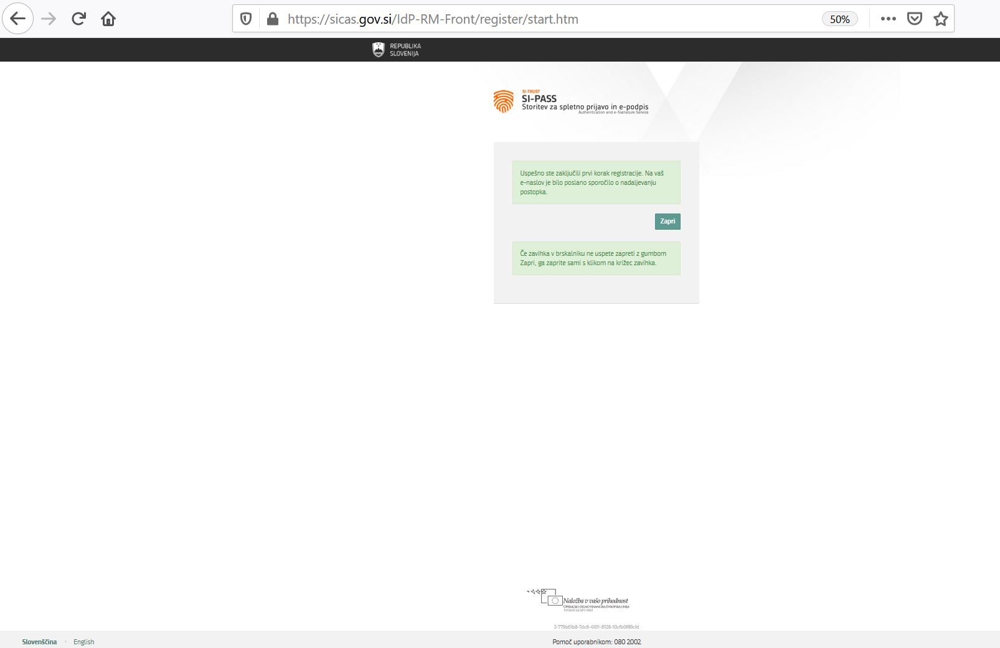 https://sicas.gov.si/IdP-RM-Front/register/start.htm
50%
REPUBLIKA
SLOVENIJA
SI-TRUST
SI-PASS
Storitev za spletno prijavo in e-podpis
Authentication and e-Signature Service
Uspešno ste zaključili prvi korak registracije. Na vaš
e-naslov je bilo poslano sporočilo o nadaljevanju
postopka.
Zapri
Če zavihka v brskalniku ne uspete zapreti z gumbom
Zapri, ga zaprite sami s klikom na križec zavihka.
Naložba v vašo prihodnost
OPERACIJO DELNO FINANCIRA EVROPSKA UNIJA
Evropski socialni sklad
3-779b61b8-7dc8-4101-8128-10cfb0f89cfd
Slovenščina
English
Pomoč uporabnikom: 080 2002